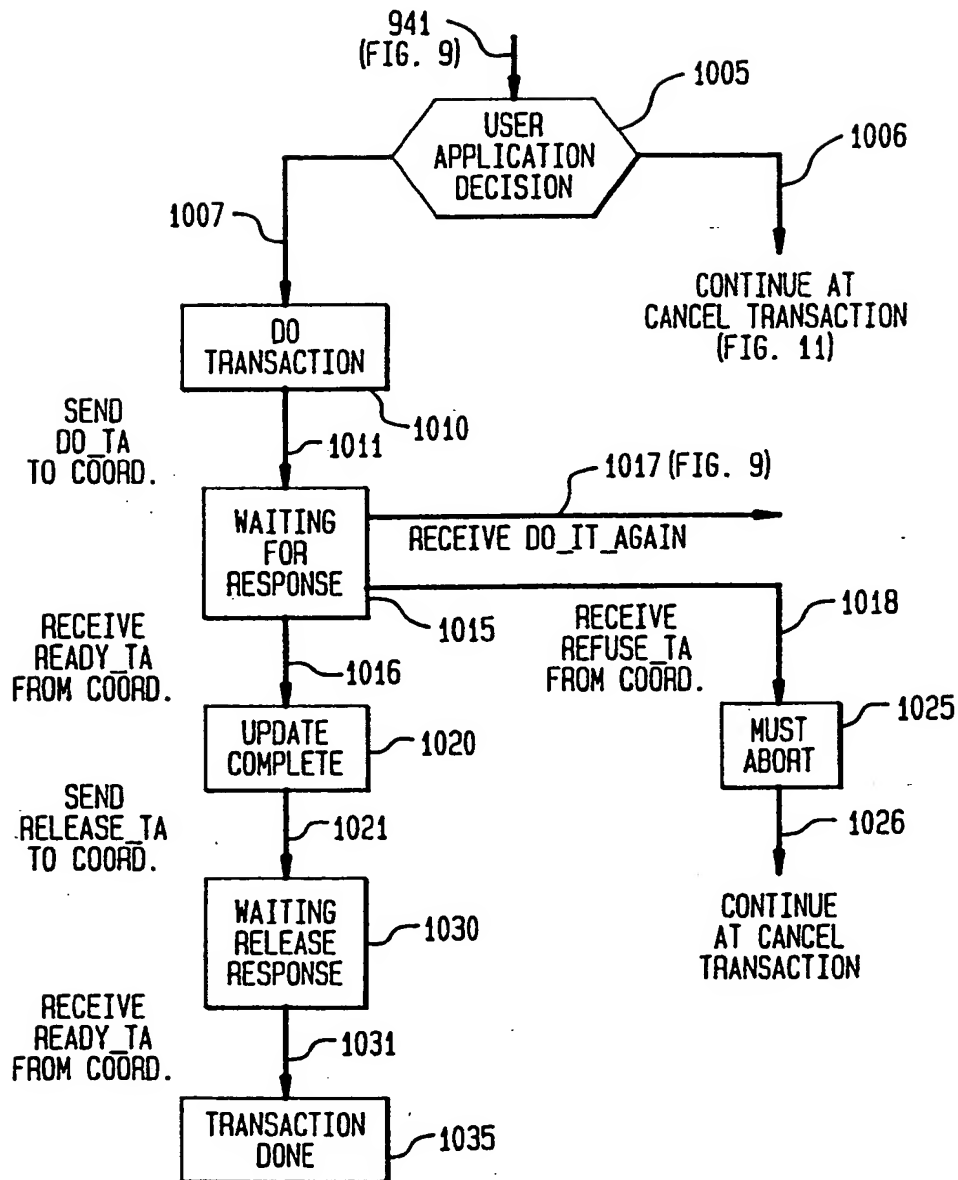 941
(FIG. 9)
1005
USER
APPLICATION
DECISION
1006
1007
CONTINUE AT
CANCEL TRANSACTION
(FIG. 11)
DO
TRANSACTION
1010
SEND
DO_TA
TO COORD.
1011
1017 (FIG. 9)
WAITING
FOR
RESPONSE
RECEIVE DO_IT_AGAIN
1015
1018
RECEIVE
READY_TA
FROM COORD.
1016
RECEIVE
REFUSE_TA
FROM COORD.
UPDATE
COMPLETE
1020
MUST
ABORT
1025
SEND
RELEASE_TA
TO COORD.
1021
1026
WAITING
RELEASE
RESPONSE
1030
CONTINUE
AT CANCEL
TRANSACTION
RECEIVE
READY_TA
FROM COORD.
1031
TRANSACTION
DONE
1035